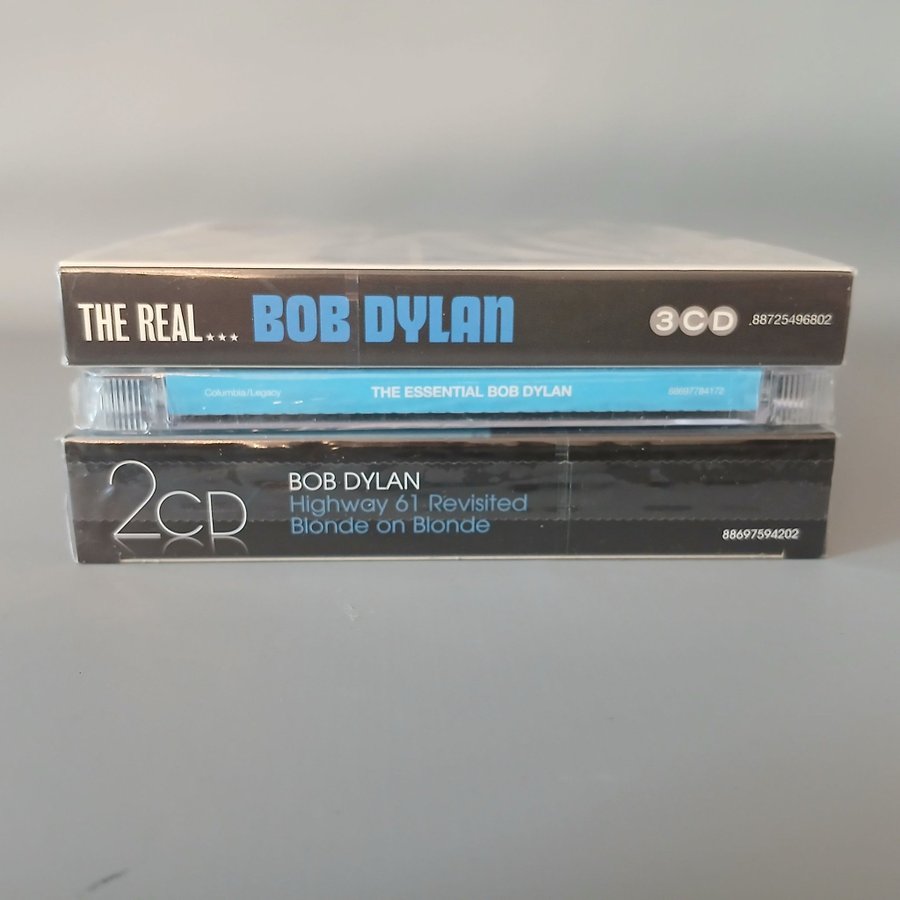 THE REAL... BOB DYLAN 3CD .88725496802
Columbia/Legacy THE ESSENTIAL BOB DYLAN 88697784172
2CD
BOB DYLAN
Highway 61 Revisited
Blonde on Blonde
88697594202